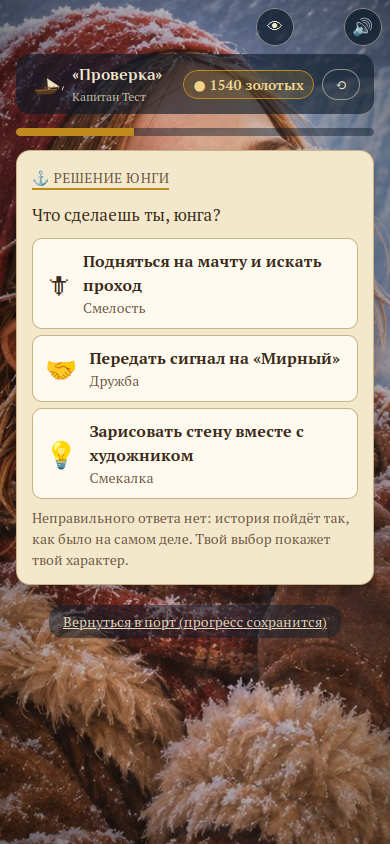 «Проверка»
Капитан Тест
1540 золотых
РЕШЕНИЕ ЮНГИ
Что сделаешь ты, юнга?
Подняться на мачту и искать
проход
Смелость
Передать сигнал на «Мирный»
Дружба
Зарисовать стену вместе с
художником
Смекалка
Неправильного ответа нет: история пойдёт так,
как было на самом деле. Твой выбор покажет
твой характер.
Вернуться в порт (прогресс сохранится)